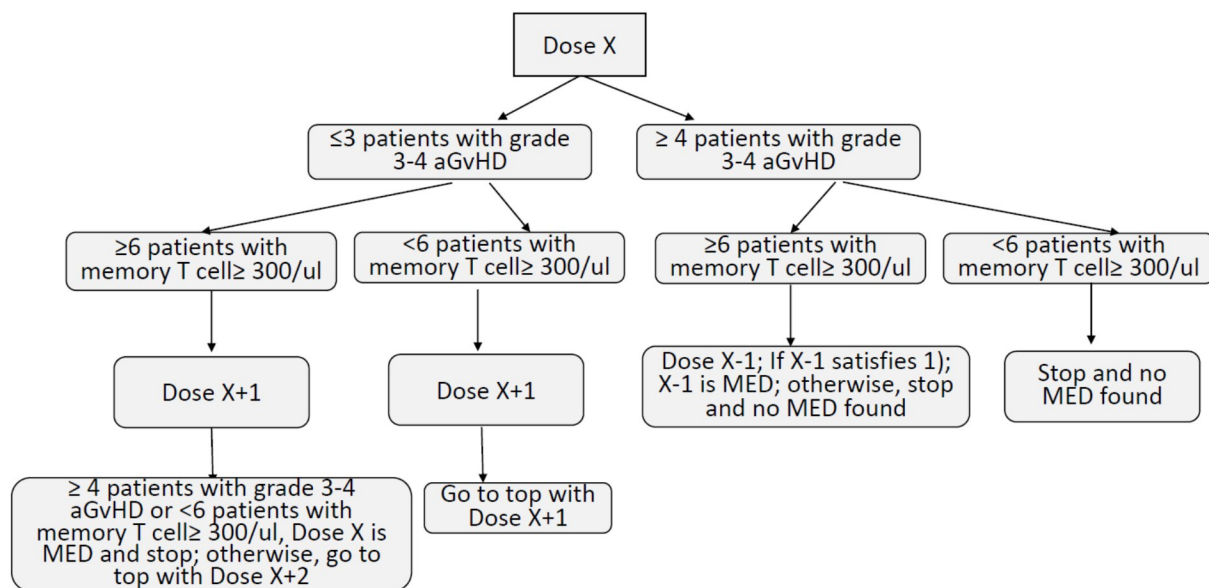 Dose X
≤3 patients with grade
3-4 aGvHD
≥ 4 patients with grade
3-4 aGvHD
≥6 patients with
memory T cell≥ 300/ul
<6 patients with
memory T cell≥ 300/ul
≥6 patients with
memory T cell≥ 300/ul
<6 patients with
memory T cell≥ 300/ul
Dose X+1
Dose X+1
Dose X-1; If X-1 satisfies 1);
X-1 is MED; otherwise, stop
and no MED found
Stop and no
MED found
≥ 4 patients with grade 3-4
aGvHD or <6 patients with
memory T cell≥ 300/ul, Dose X is
MED and stop; otherwise, go to
top with Dose X+2
Go to top with
Dose X+1